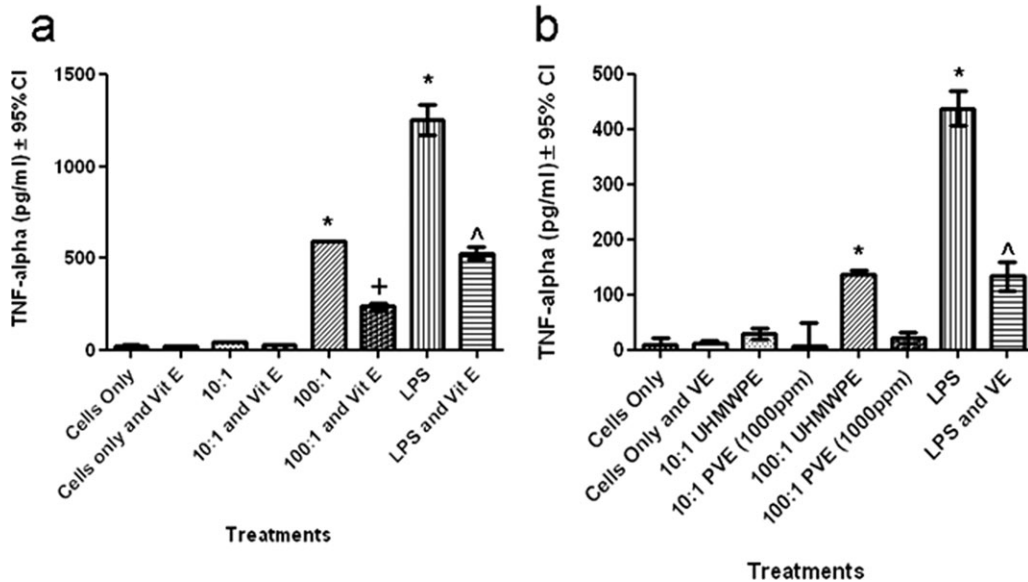 a
TNF-alpha (pg/ml) ± 95% CI
1500
1000
500
0
*
+
*
^
Cells Only
Cells only and Vit E
10:1
10:1 and Vit E
100:1
100:1 and Vit E
LPS
LPS and Vit E
Treatments
b
TNF-alpha (pg/ml) ± 95% CI
500
400
300
200
100
0
*
*
^
Cells Only
Cells Only and VE
10:1 UHMWPE
10:1 PVE (1000ppm)
100:1 UHMWPE
100:1 PVE (1000ppm)
LPS
LPS and VE
Treatments